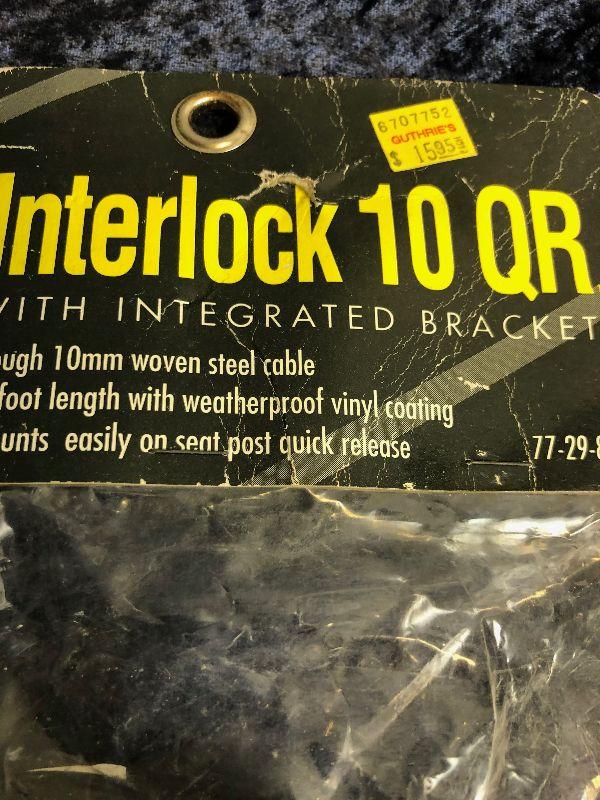 6707752
GUTHRIE'S
$ 1595
Interlock 10 QR
WITH INTEGRATED BRACKET
ough 10mm woven steel cable
foot length with weatherproof vinyl coating
unts easily on seat post quick release
77-29-8